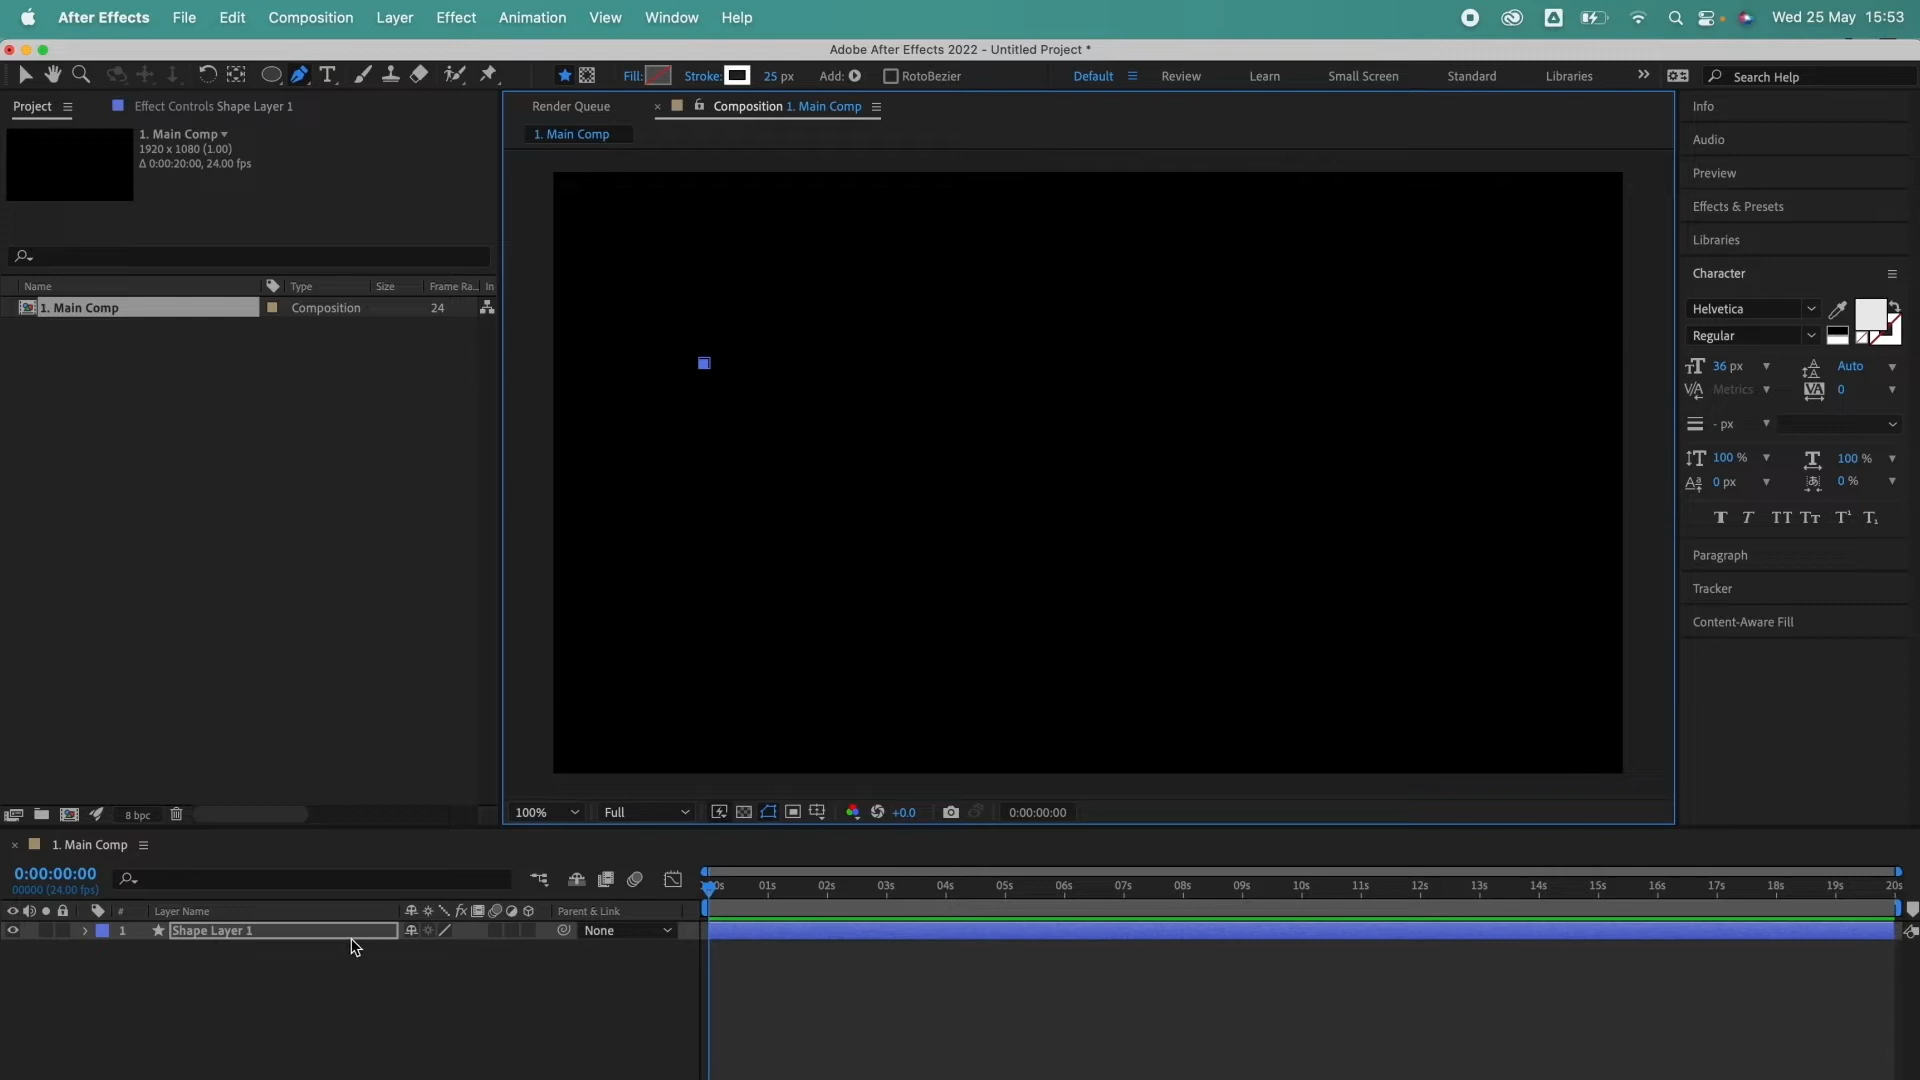 After Effects File Edit Composition Layer Effect Animation View Window Help Wed 25 May 15:53
Adobe After Effects 2022 - Untitled Project *
Fill: Stroke: 25 px Add: RotoBezier Default Review Learn Small Screen Standard Libraries Search Help
Project Effect Controls Shape Layer 1
Render Queue Composition 1. Main Comp
1. Main Comp
1. Main Comp
1920 x 1080 (1.00)
Δ 0:00:20:00, 24.00 fps
Name Type Size Frame Ra... In
1. Main Comp Composition 24
Info
Audio
Preview
Effects & Presets
Libraries
Character
Helvetica
Regular
36 px Auto
Metrics 0
- px
100 % 100 %
0 px 0 %
T T TT Tt T¹ T₁
Paragraph
Tracker
Content-Aware Fill
8 bpc
100% Full +0.0 0:00:00:00
1. Main Comp
0:00:00:00
00000 (24.00 fps)
01s 02s 03s 04s 05s 06s 07s 08s 09s 10s 11s 12s 13s 14s 15s 16s 17s 18s 19s 20s
# Layer Name fx Parent & Link
1 Shape Layer 1 None